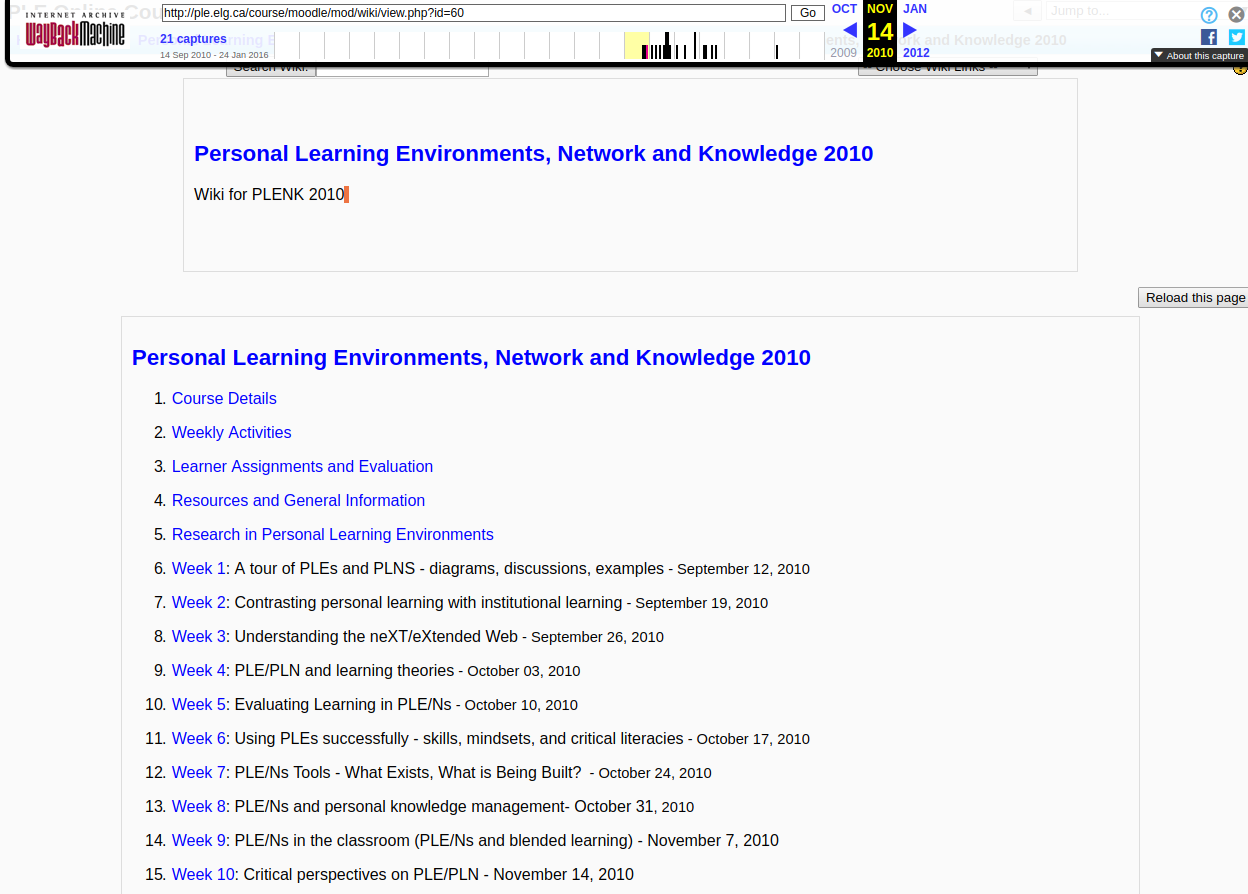 INTERNET ARCHIVE
WayBackMachine
http://ple.elg.ca/course/moodle/mod/wiki/view.php?id=60
Go
OCT NOV JAN
14
2009 2010 2012
21 captures
14 Sep 2010 - 24 Jan 2016
Jump to...
About this capture
Search Wiki:
-- Choose Wiki Links --
Personal Learning Environments, Network and Knowledge 2010
Wiki for PLENK 2010
Reload this page
Personal Learning Environments, Network and Knowledge 2010
1. Course Details
2. Weekly Activities
3. Learner Assignments and Evaluation
4. Resources and General Information
5. Research in Personal Learning Environments
6. Week 1: A tour of PLEs and PLNS - diagrams, discussions, examples - September 12, 2010
7. Week 2: Contrasting personal learning with institutional learning - September 19, 2010
8. Week 3: Understanding the neXT/eXtended Web - September 26, 2010
9. Week 4: PLE/PLN and learning theories - October 03, 2010
10. Week 5: Evaluating Learning in PLE/Ns - October 10, 2010
11. Week 6: Using PLEs successfully - skills, mindsets, and critical literacies - October 17, 2010
12. Week 7: PLE/Ns Tools - What Exists, What is Being Built? - October 24, 2010
13. Week 8: PLE/Ns and personal knowledge management- October 31, 2010
14. Week 9: PLE/Ns in the classroom (PLE/Ns and blended learning) - November 7, 2010
15. Week 10: Critical perspectives on PLE/PLN - November 14, 2010